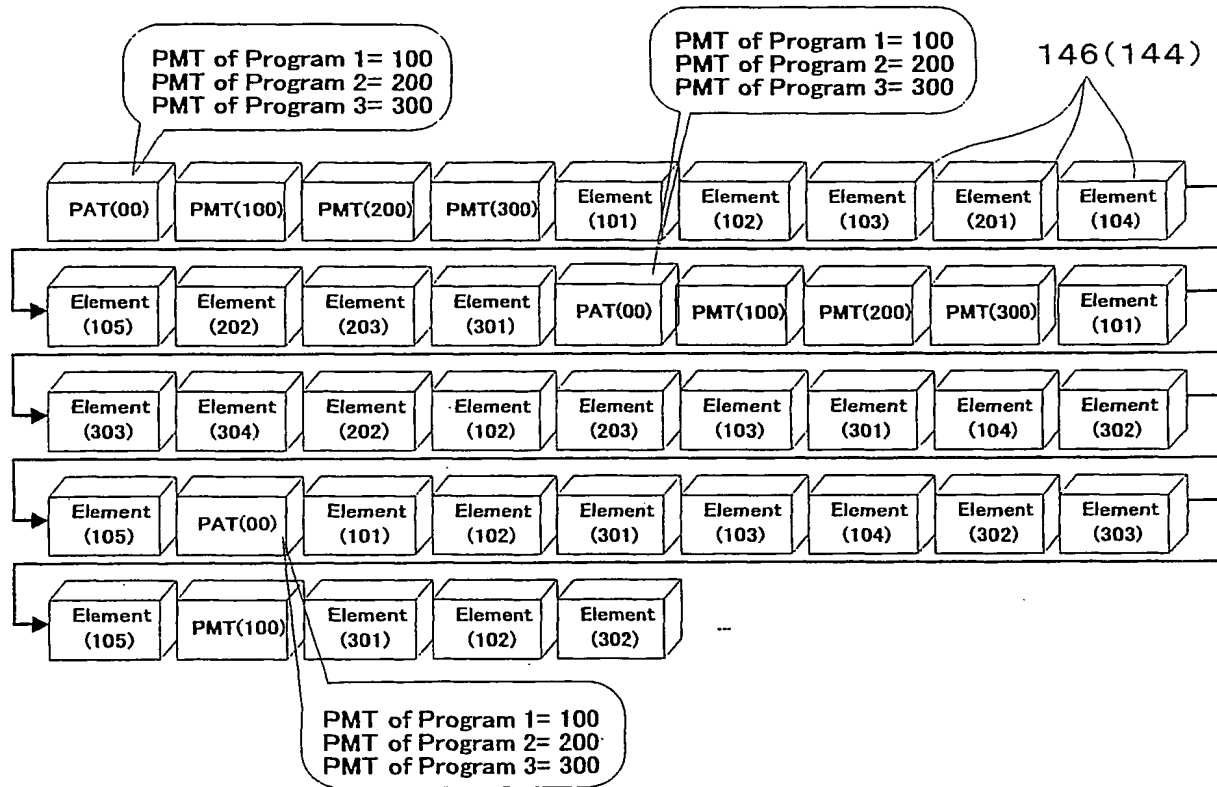 PMT of Program 1= 100
PMT of Program 2= 200
PMT of Program 3= 300
PMT of Program 1= 100
PMT of Program 2= 200
PMT of Program 3= 300
146(144)
PAT(00)
PMT(100)
PMT(200)
PMT(300)
Element
(101)
Element
(102)
Element
(103)
Element
(201)
Element
(104)
Element
(105)
Element
(202)
Element
(203)
Element
(301)
PAT(00)
PMT(100)
PMT(200)
PMT(300)
Element
(101)
Element
(303)
Element
(304)
Element
(202)
Element
(102)
Element
(203)
Element
(103)
Element
(301)
Element
(104)
Element
(302)
Element
(105)
PAT(00)
Element
(101)
Element
(102)
Element
(301)
Element
(103)
Element
(104)
Element
(302)
Element
(303)
Element
(105)
PMT(100)
Element
(301)
Element
(102)
Element
(302)
PMT of Program 1= 100
PMT of Program 2= 200
PMT of Program 3= 300